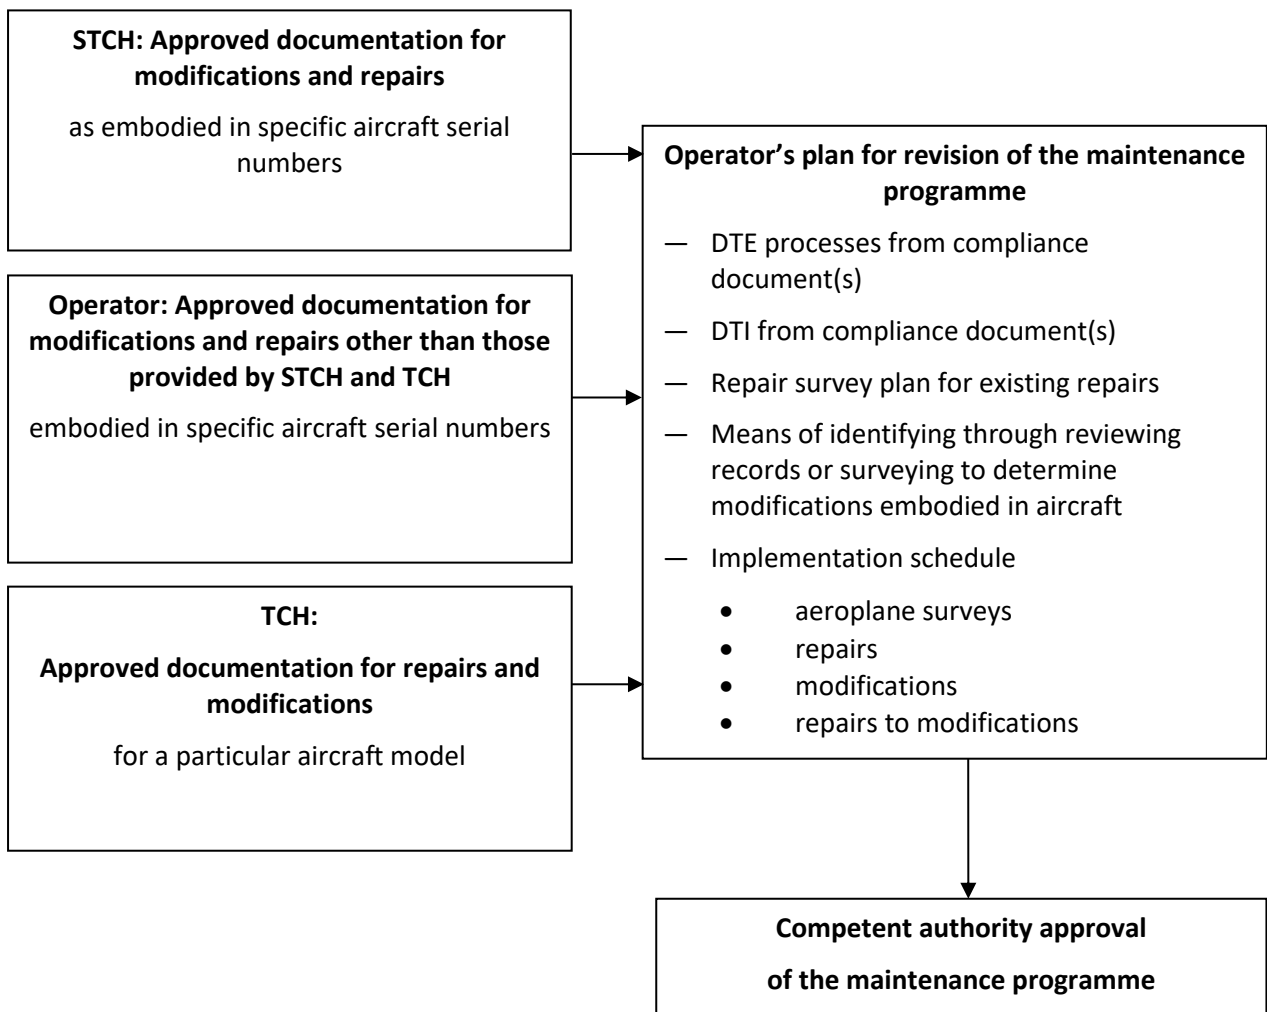 STCH: Approved documentation for
modifications and repairs
as embodied in specific aircraft serial
numbers
Operator: Approved documentation for
modifications and repairs other than those
provided by STCH and TCH
embodied in specific aircraft serial numbers
TCH:
Approved documentation for repairs and
modifications
for a particular aircraft model
Operator’s plan for revision of the maintenance
programme
— DTE processes from compliance
document(s)
— DTI from compliance document(s)
— Repair survey plan for existing repairs
— Means of identifying through reviewing
records or surveying to determine
modifications embodied in aircraft
— Implementation schedule
• aeroplane surveys
• repairs
• modifications
• repairs to modifications
Competent authority approval
of the maintenance programme